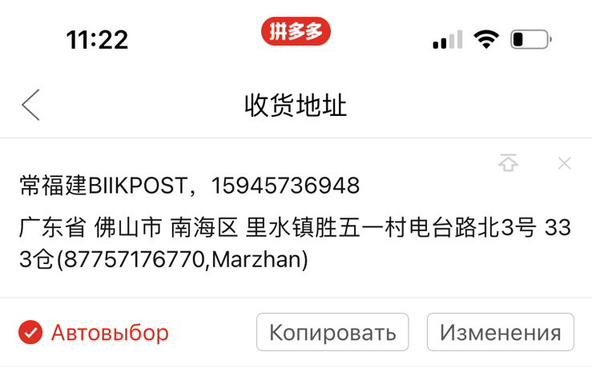 11:22
拼多多
收货地址
常福建BIIKPOST，15945736948
广东省 佛山市 南海区 里水镇胜五一村电台路北3号 33
3仓(87757176770,Marzhan)
Автовыбор
Копировать
Изменения